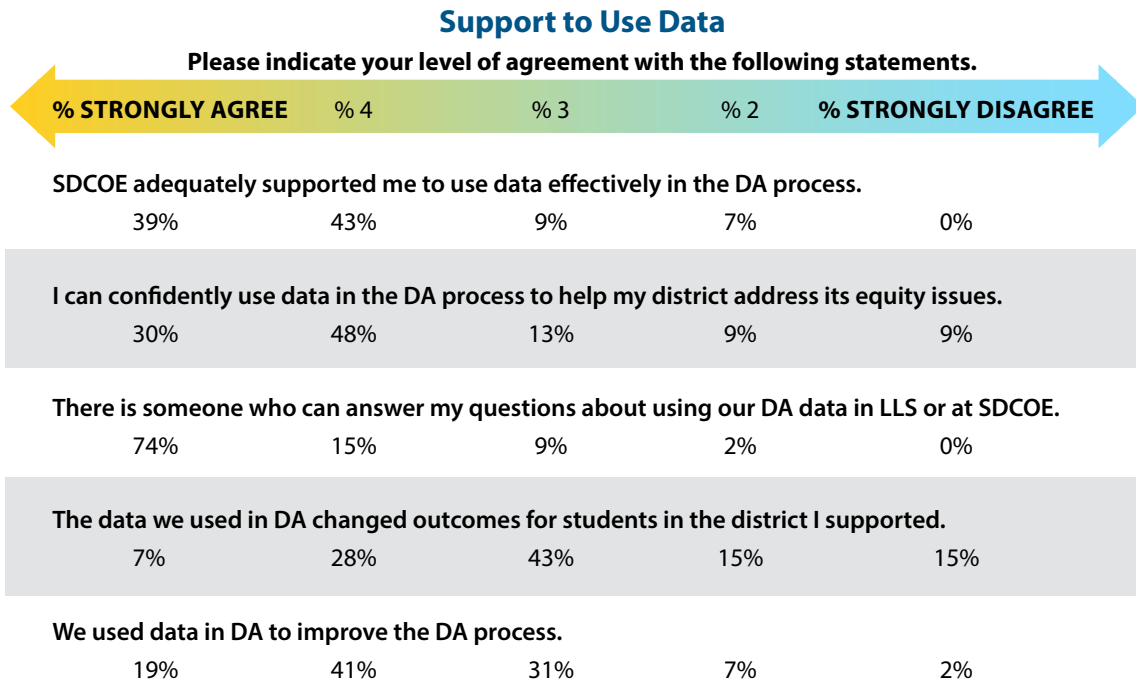 Support to Use Data
Please indicate your level of agreement with the following statements.
% STRONGLY AGREE % 4 % 3 % 2 % STRONGLY DISAGREE
SDCOE adequately supported me to use data effectively in the DA process.
39% 43% 9% 7% 0%
I can confidently use data in the DA process to help my district address its equity issues.
30% 48% 13% 9% 9%
There is someone who can answer my questions about using our DA data in LLS or at SDCOE.
74% 15% 9% 2% 0%
The data we used in DA changed outcomes for students in the district I supported.
7% 28% 43% 15% 15%
We used data in DA to improve the DA process.
19% 41% 31% 7% 2%